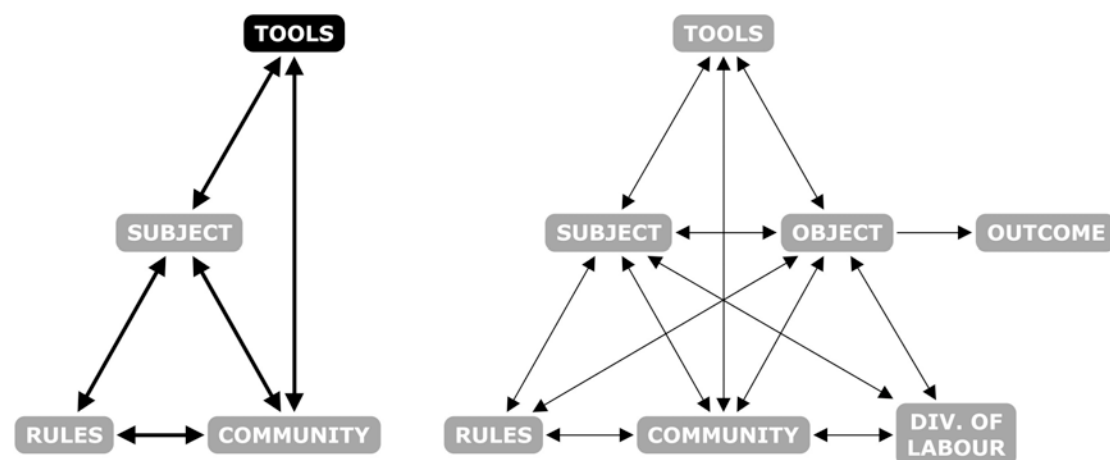 TOOLS
SUBJECT
RULES
COMMUNITY
TOOLS
SUBJECT
OBJECT
OUTCOME
RULES
COMMUNITY
DIV. OF
LABOUR